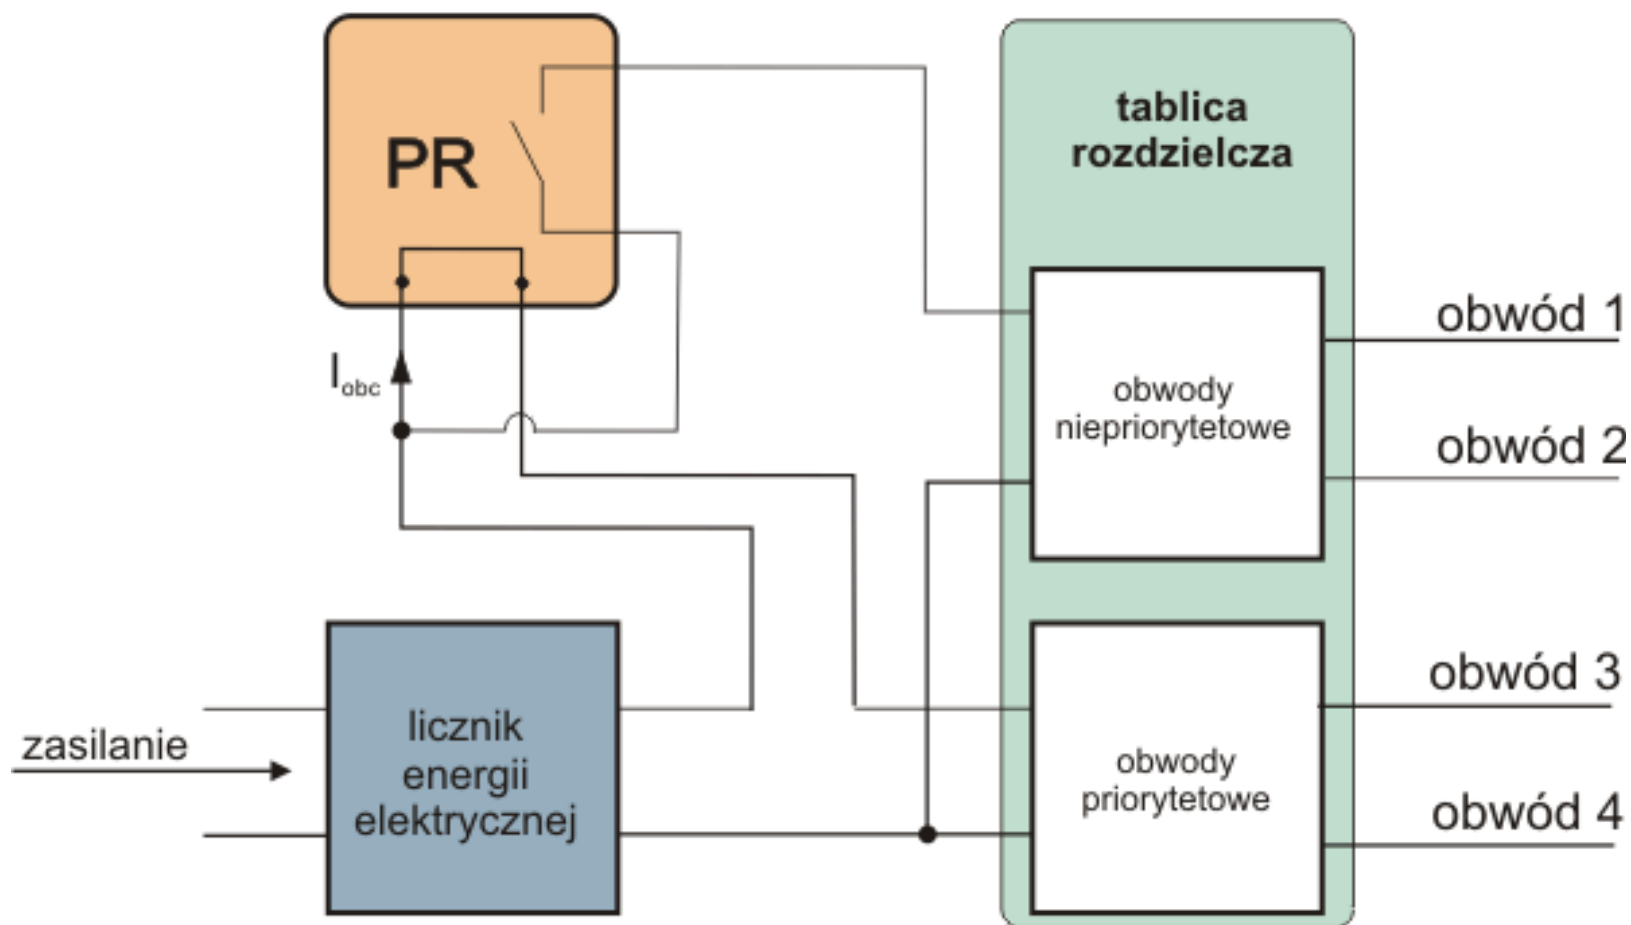 PR
tablica
rozdzielcza
I obc
obwody
niepriorytetowe
obwód 1
obwód 2
zasilanie
licznik
energii
elektrycznej
obwody
priorytetowe
obwód 3
obwód 4